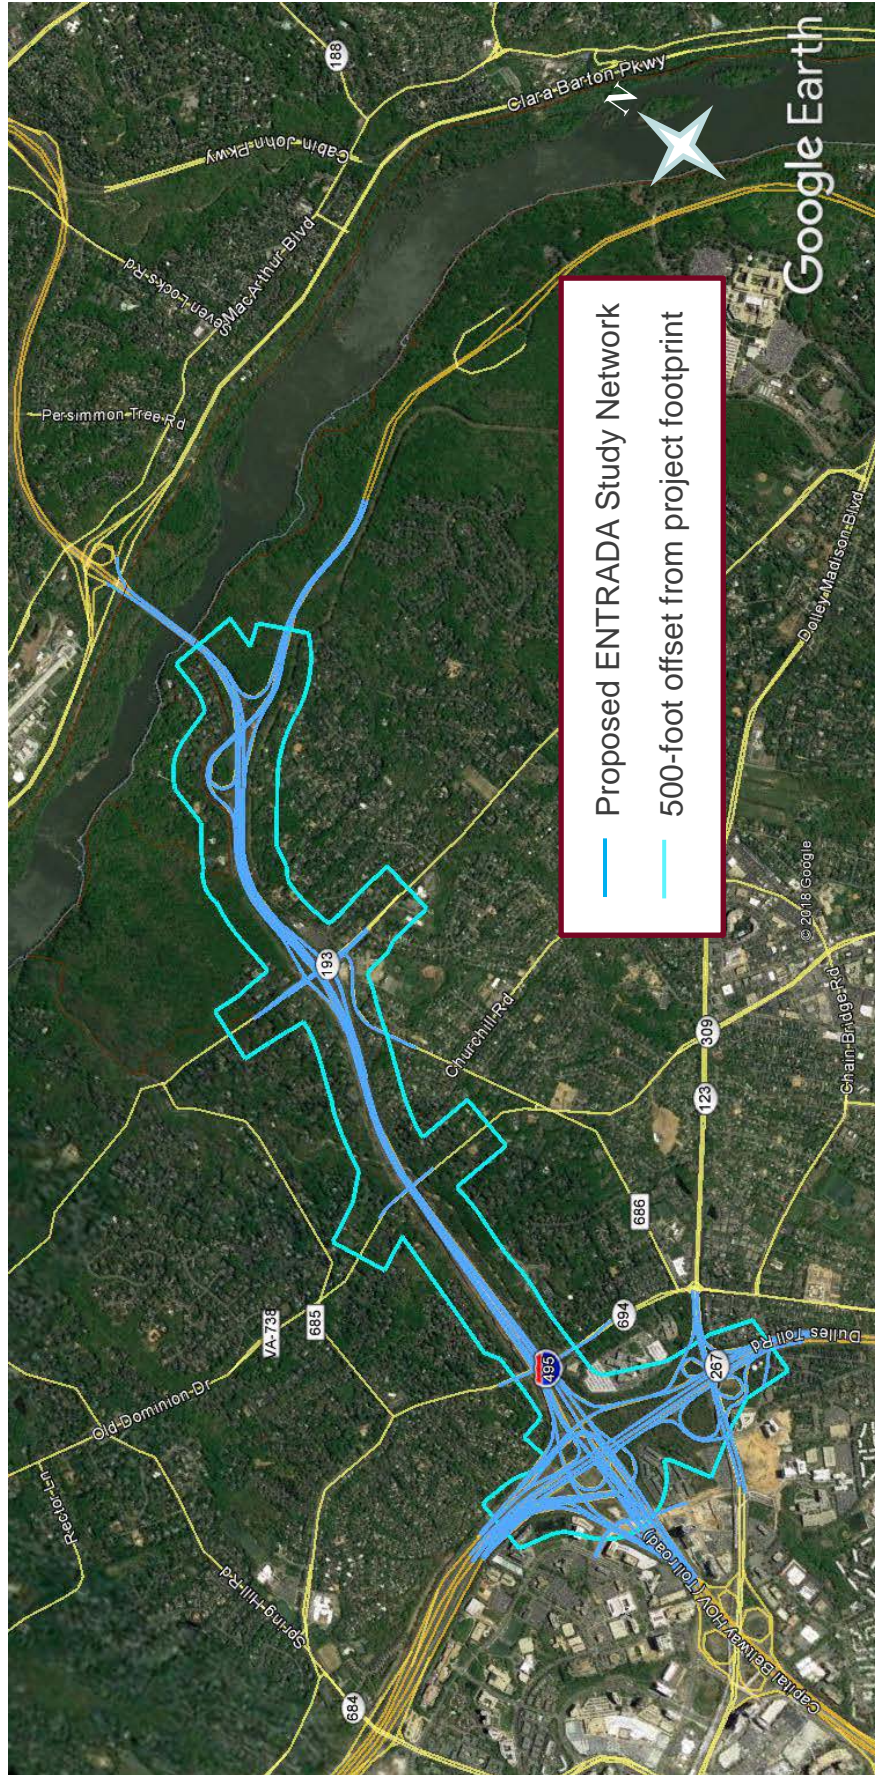 188
Clara Barton Pkwy
N
Cabin John Pkwy
Seven Locks Rd
MacArthur Blvd
Persimmon Tree Rd
Google Earth
Proposed ENTRADA Study Network
500-foot offset from project footprint
Dolley Madison Blvd
© 2018 Google
193
Churchill Rd
309
123
Chain Bridge Rd
686
VA-738
685
694
Old Dominion Dr
495
267
Dulles Toll Rd
Rector Ln
Spring Hill Rd
684
Capital Beltway HOV (Toll road)